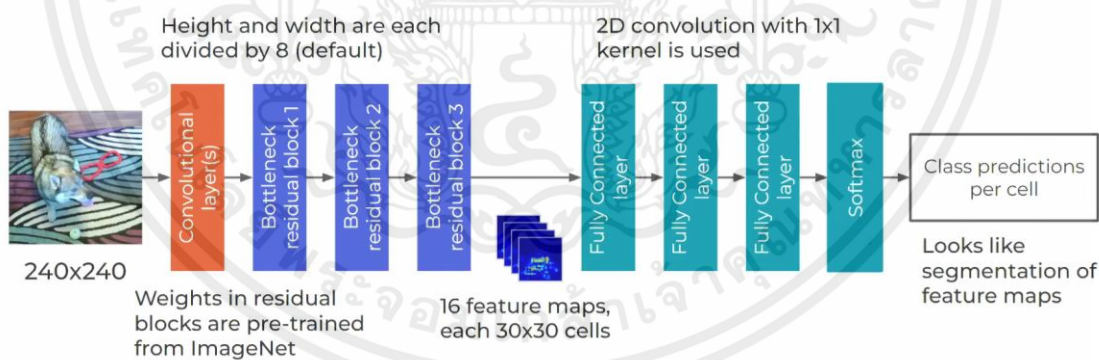 Height and width are each
divided by 8 (default)
2D convolution with 1x1
kernel is used
240x240
Convolutional
layer(s)
Bottleneck
residual block 1
Bottleneck
residual block 2
Bottleneck
residual block 3
Fully Connected
layer
Fully Connected
layer
Fully Connected
layer
Softmax
Class predictions
per cell
Weights in residual
blocks are pre-trained
from ImageNet
16 feature maps,
each 30x30 cells
Looks like
segmentation of
feature maps